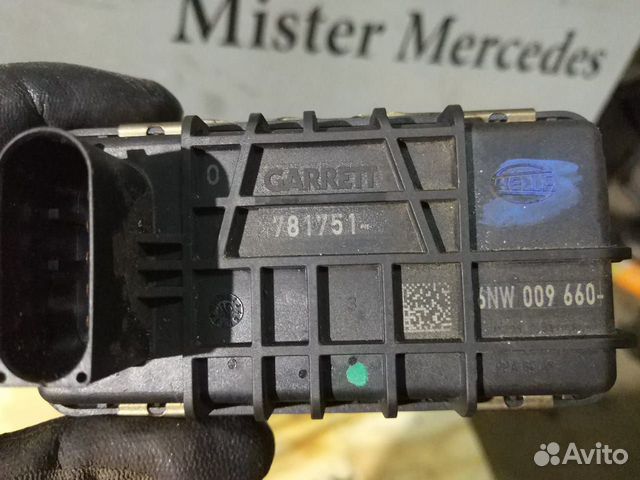 Mister Mercedes
GARRETT
HELLA
781751-
6NW 009 660-
Avito